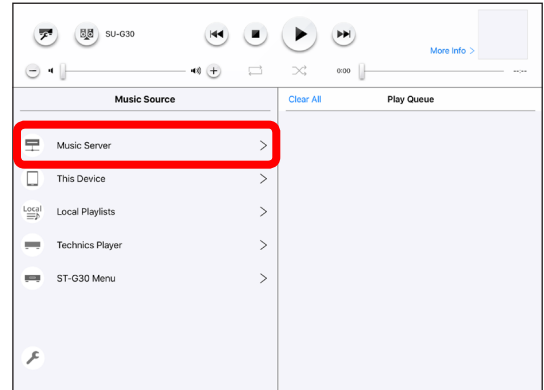 SU-G30
More Info >
0:00
--:--
Music Source
Clear All
Play Queue
Music Server
This Device
Local
Local Playlists
Technics Player
ST-G30 Menu